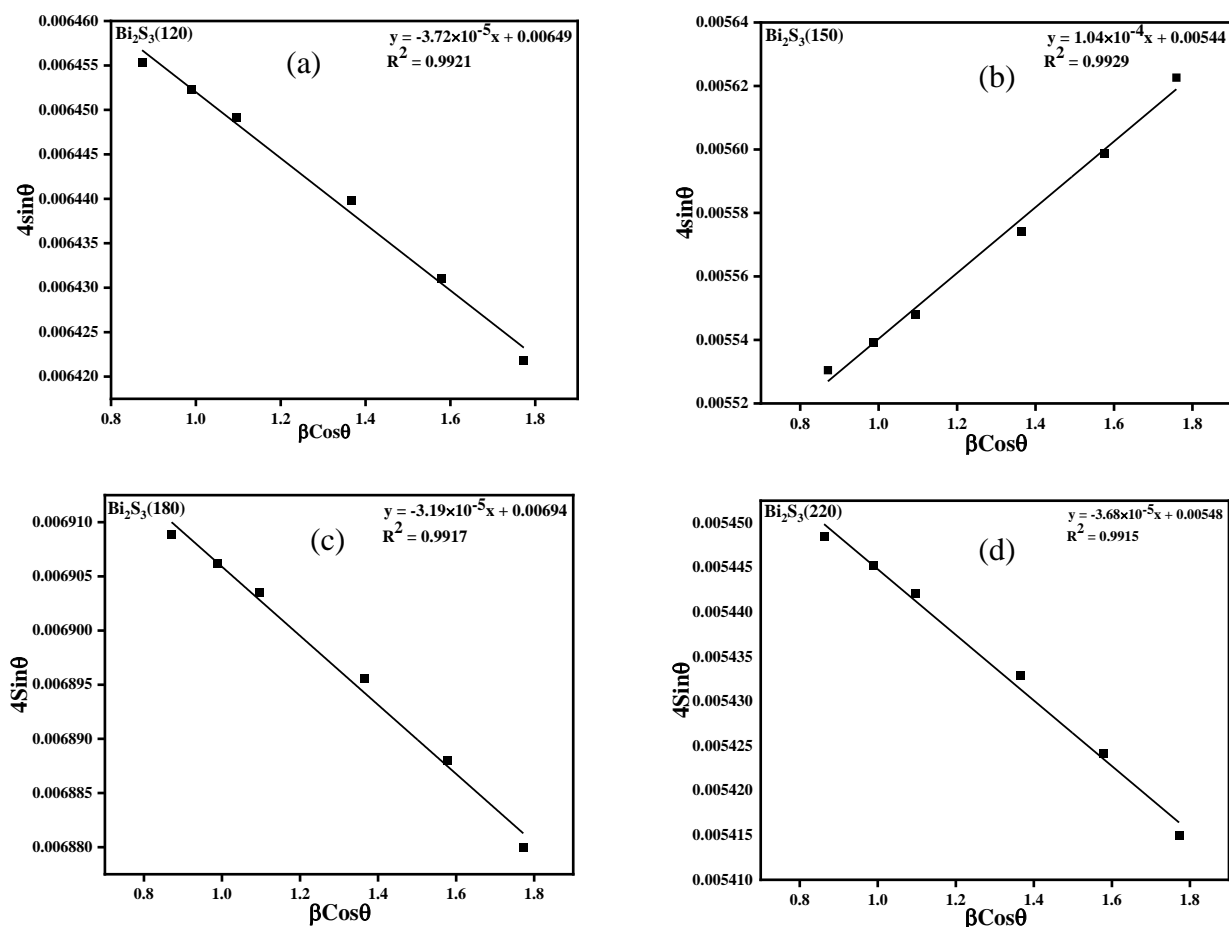 Bi₂S₃(120)
y = -3.72×10⁻⁵x + 0.00649
R² = 0.9921
(a)
0.006460
0.006455
0.006450
0.006445
0.006440
0.006435
0.006430
0.006425
0.006420
4sinθ
0.8 1.0 1.2 1.4 1.6 1.8
βCosθ
Bi₂S₃(150)
y = 1.04×10⁻⁴x + 0.00544
R² = 0.9929
(b)
0.00564
0.00562
0.00560
0.00558
0.00556
0.00554
0.00552
4sinθ
0.8 1.0 1.2 1.4 1.6 1.8
βCosθ
Bi₂S₃(180)
y = -3.19×10⁻⁵x + 0.00694
R² = 0.9917
(c)
0.006910
0.006905
0.006900
0.006895
0.006890
0.006885
0.006880
4Sinθ
0.8 1.0 1.2 1.4 1.6 1.8
βCosθ
Bi₂S₃(220)
y = -3.68×10⁻⁵x + 0.00548
R² = 0.9915
(d)
0.005450
0.005445
0.005440
0.005435
0.005430
0.005425
0.005420
0.005415
0.005410
4Sinθ
0.8 1.0 1.2 1.4 1.6 1.8
βCosθ